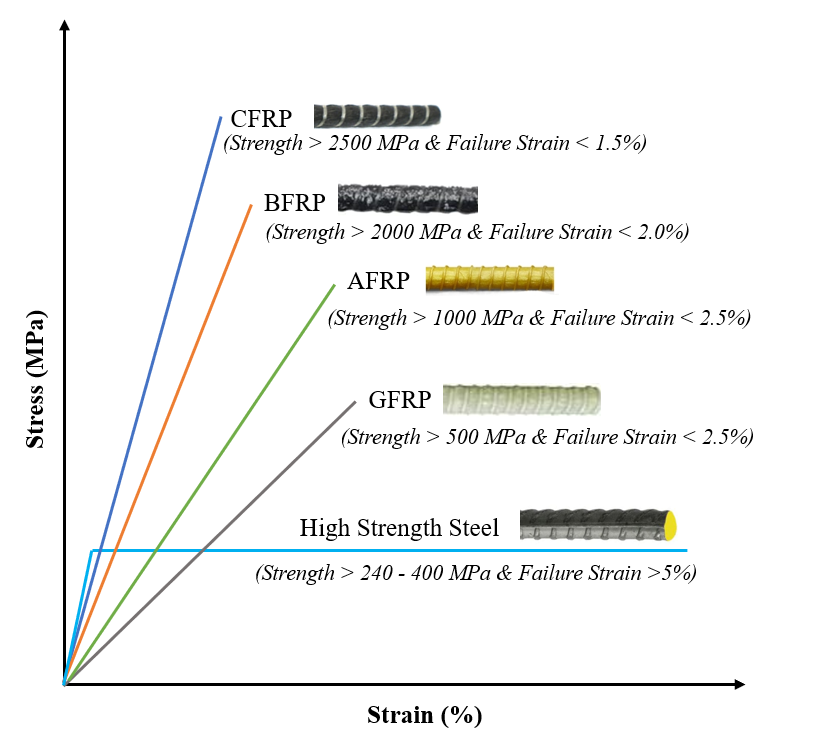 CFRP
(Strength > 2500 MPa & Failure Strain < 1.5%)
BFRP
(Strength > 2000 MPa & Failure Strain < 2.0%)
AFRP
(Strength > 1000 MPa & Failure Strain < 2.5%)
GFRP
(Strength > 500 MPa & Failure Strain < 2.5%)
High Strength Steel
(Strength > 240 - 400 MPa & Failure Strain >5%)
Stress (MPa)
Strain (%)